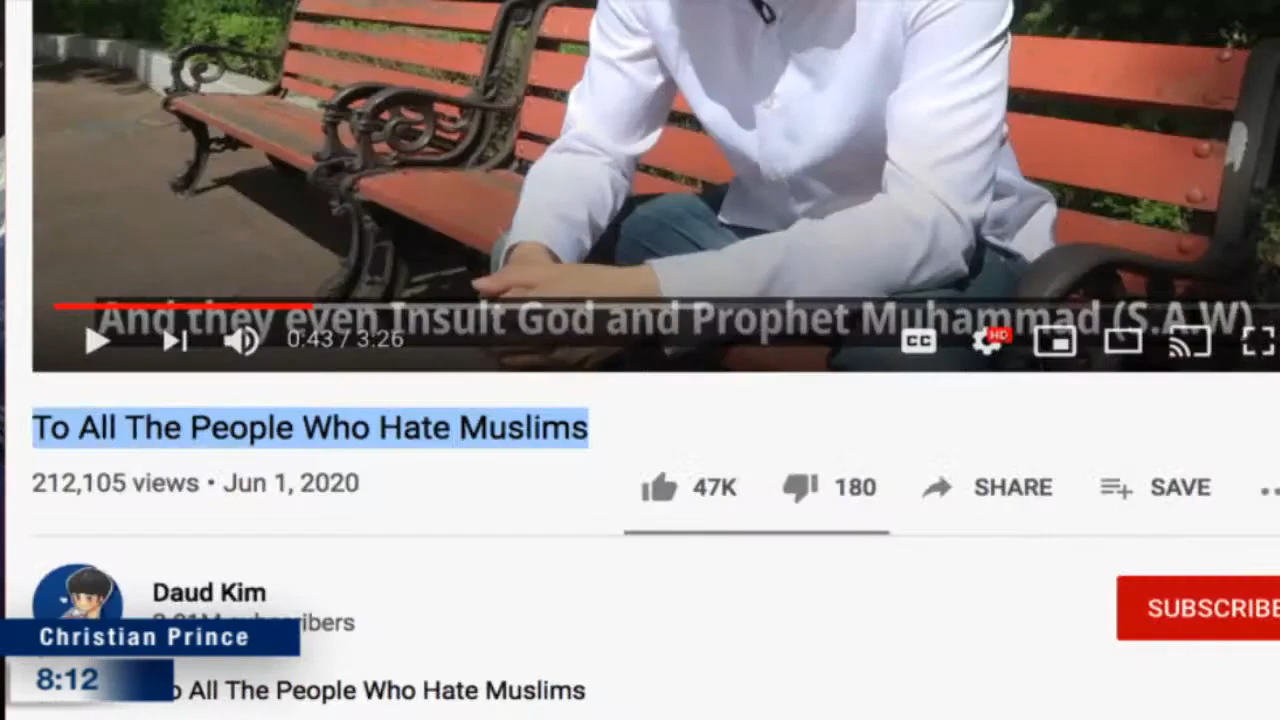 And they even Insult God and Prophet Muhammad (S.A.W)
0:43 / 3:26
CC
HD
To All The People Who Hate Muslims
212,105 views • Jun 1, 2020
47K
180
SHARE
SAVE
Daud Kim
Christian Prince
8:12
All The People Who Hate Muslims
SUBSCRIBE